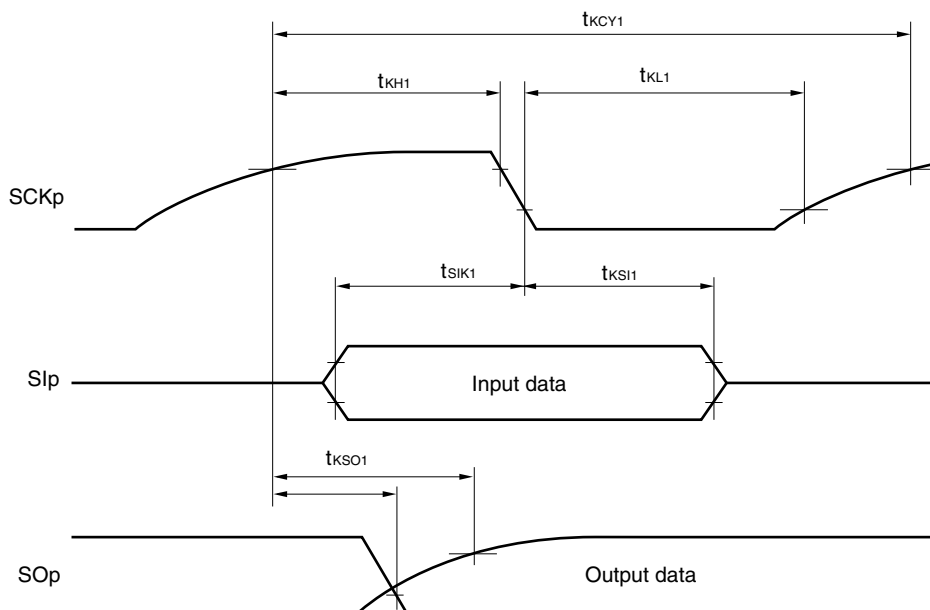 tKCY1
tKH1
tKL1
SCKp
tSIK1
tKSI1
SIp
Input data
tKSO1
SOp
Output data